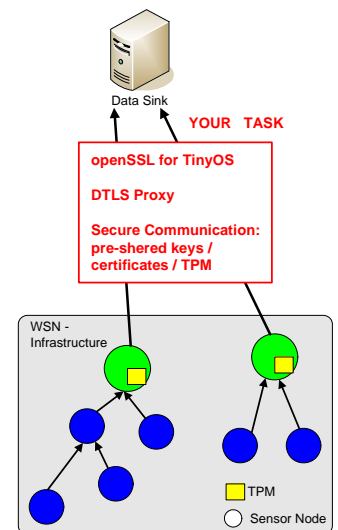 Data Sink
YOUR TASK
openSSL for TinyOS
DTLS Proxy
Secure Communication:
pre-shered keys /
certificates / TPM
WSN -
Infrastructure
TPM
Sensor Node